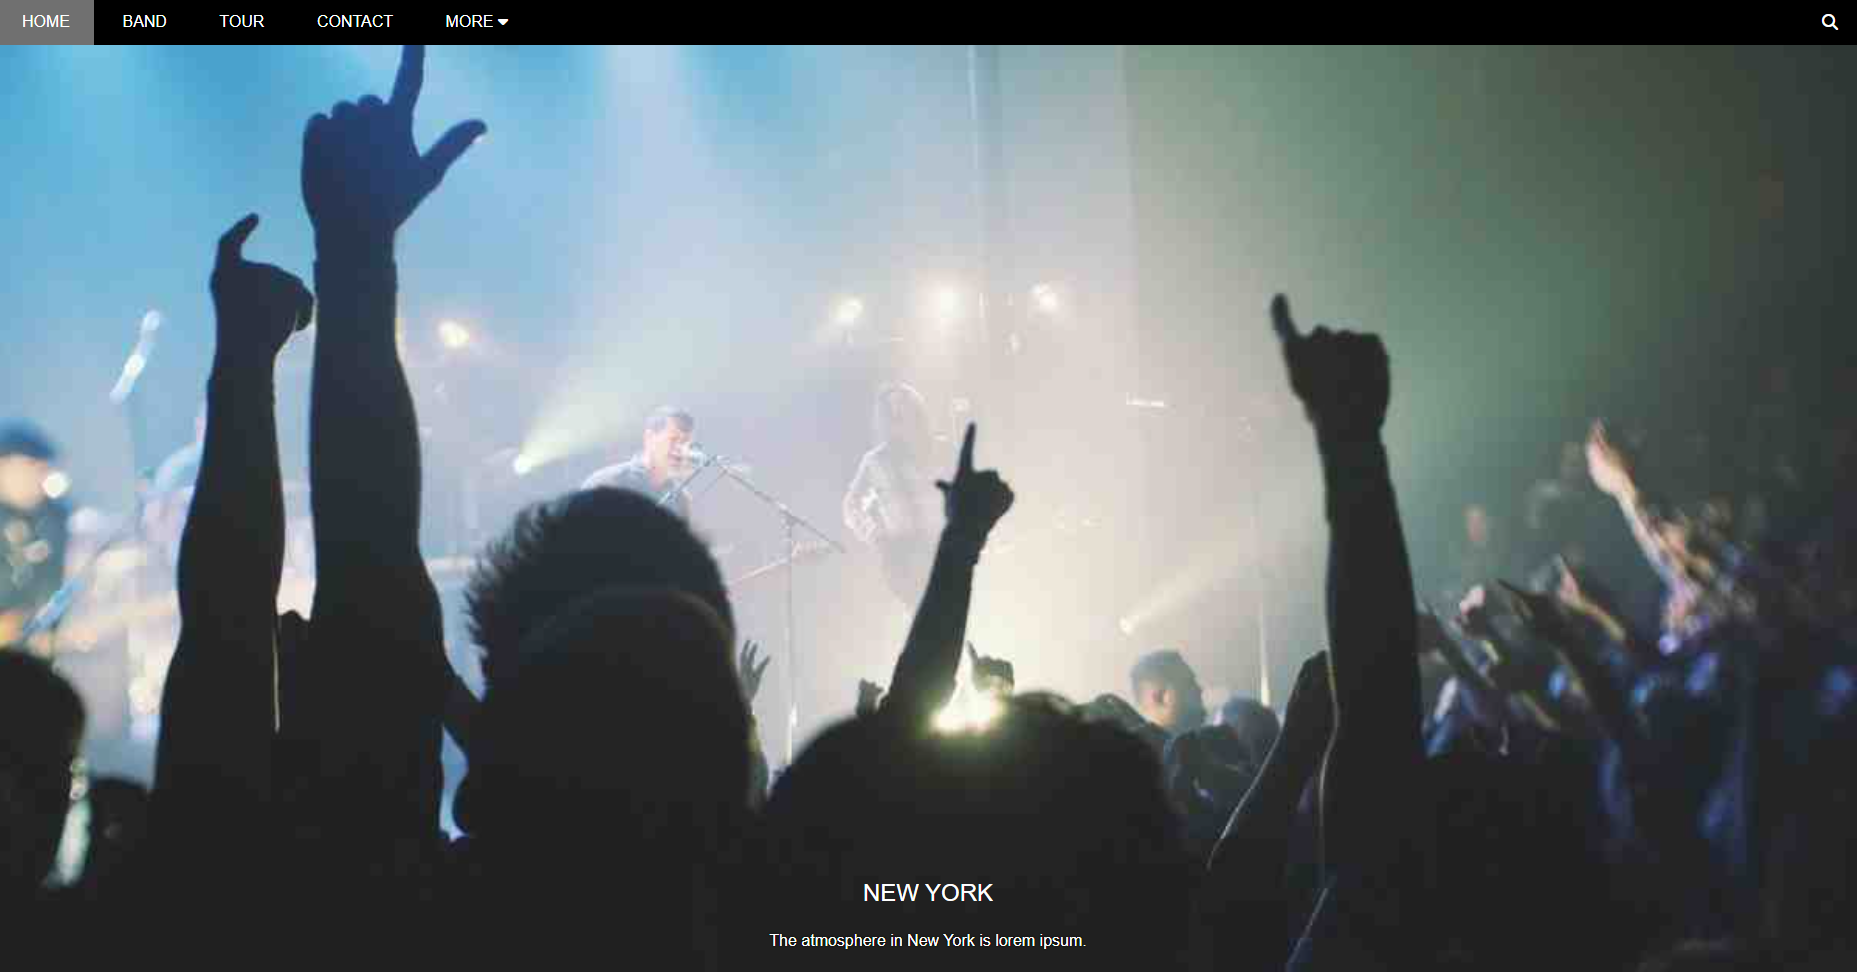 HOME BAND TOUR CONTACT MORE
NEW YORK
The atmosphere in New York is lorem ipsum.